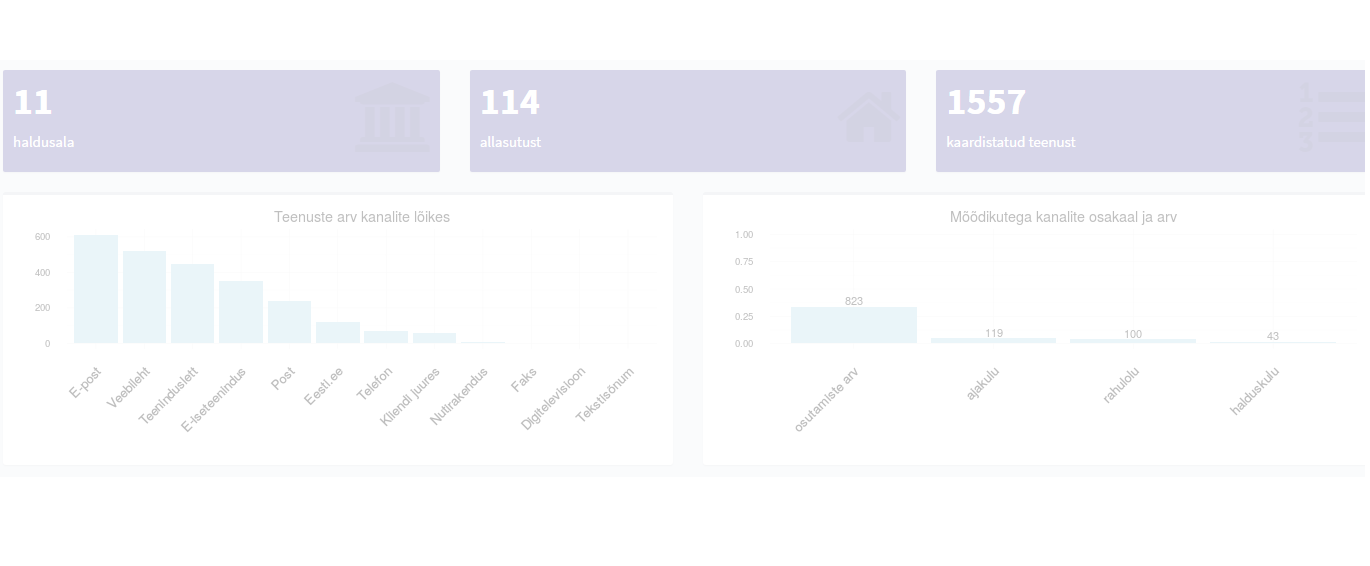 11
haldusala
114
allasutust
1557
kaardistatud teenust
Teenuste arv kanalite lõikes
600
400
200
0
E-post
Veebileht
Teeninduslett
E-iseteenindus
Post
Eesti.ee
Telefon
Kliendi juures
Nutirakendus
Faks
Digitelevisioon
Tekstisõnum
Mõõdikutega kanalite osakaal ja arv
1.00
0.75
0.50
0.25
0.00
823
119
100
43
osutamiste arv
ajakulu
rahulolu
halduskulu